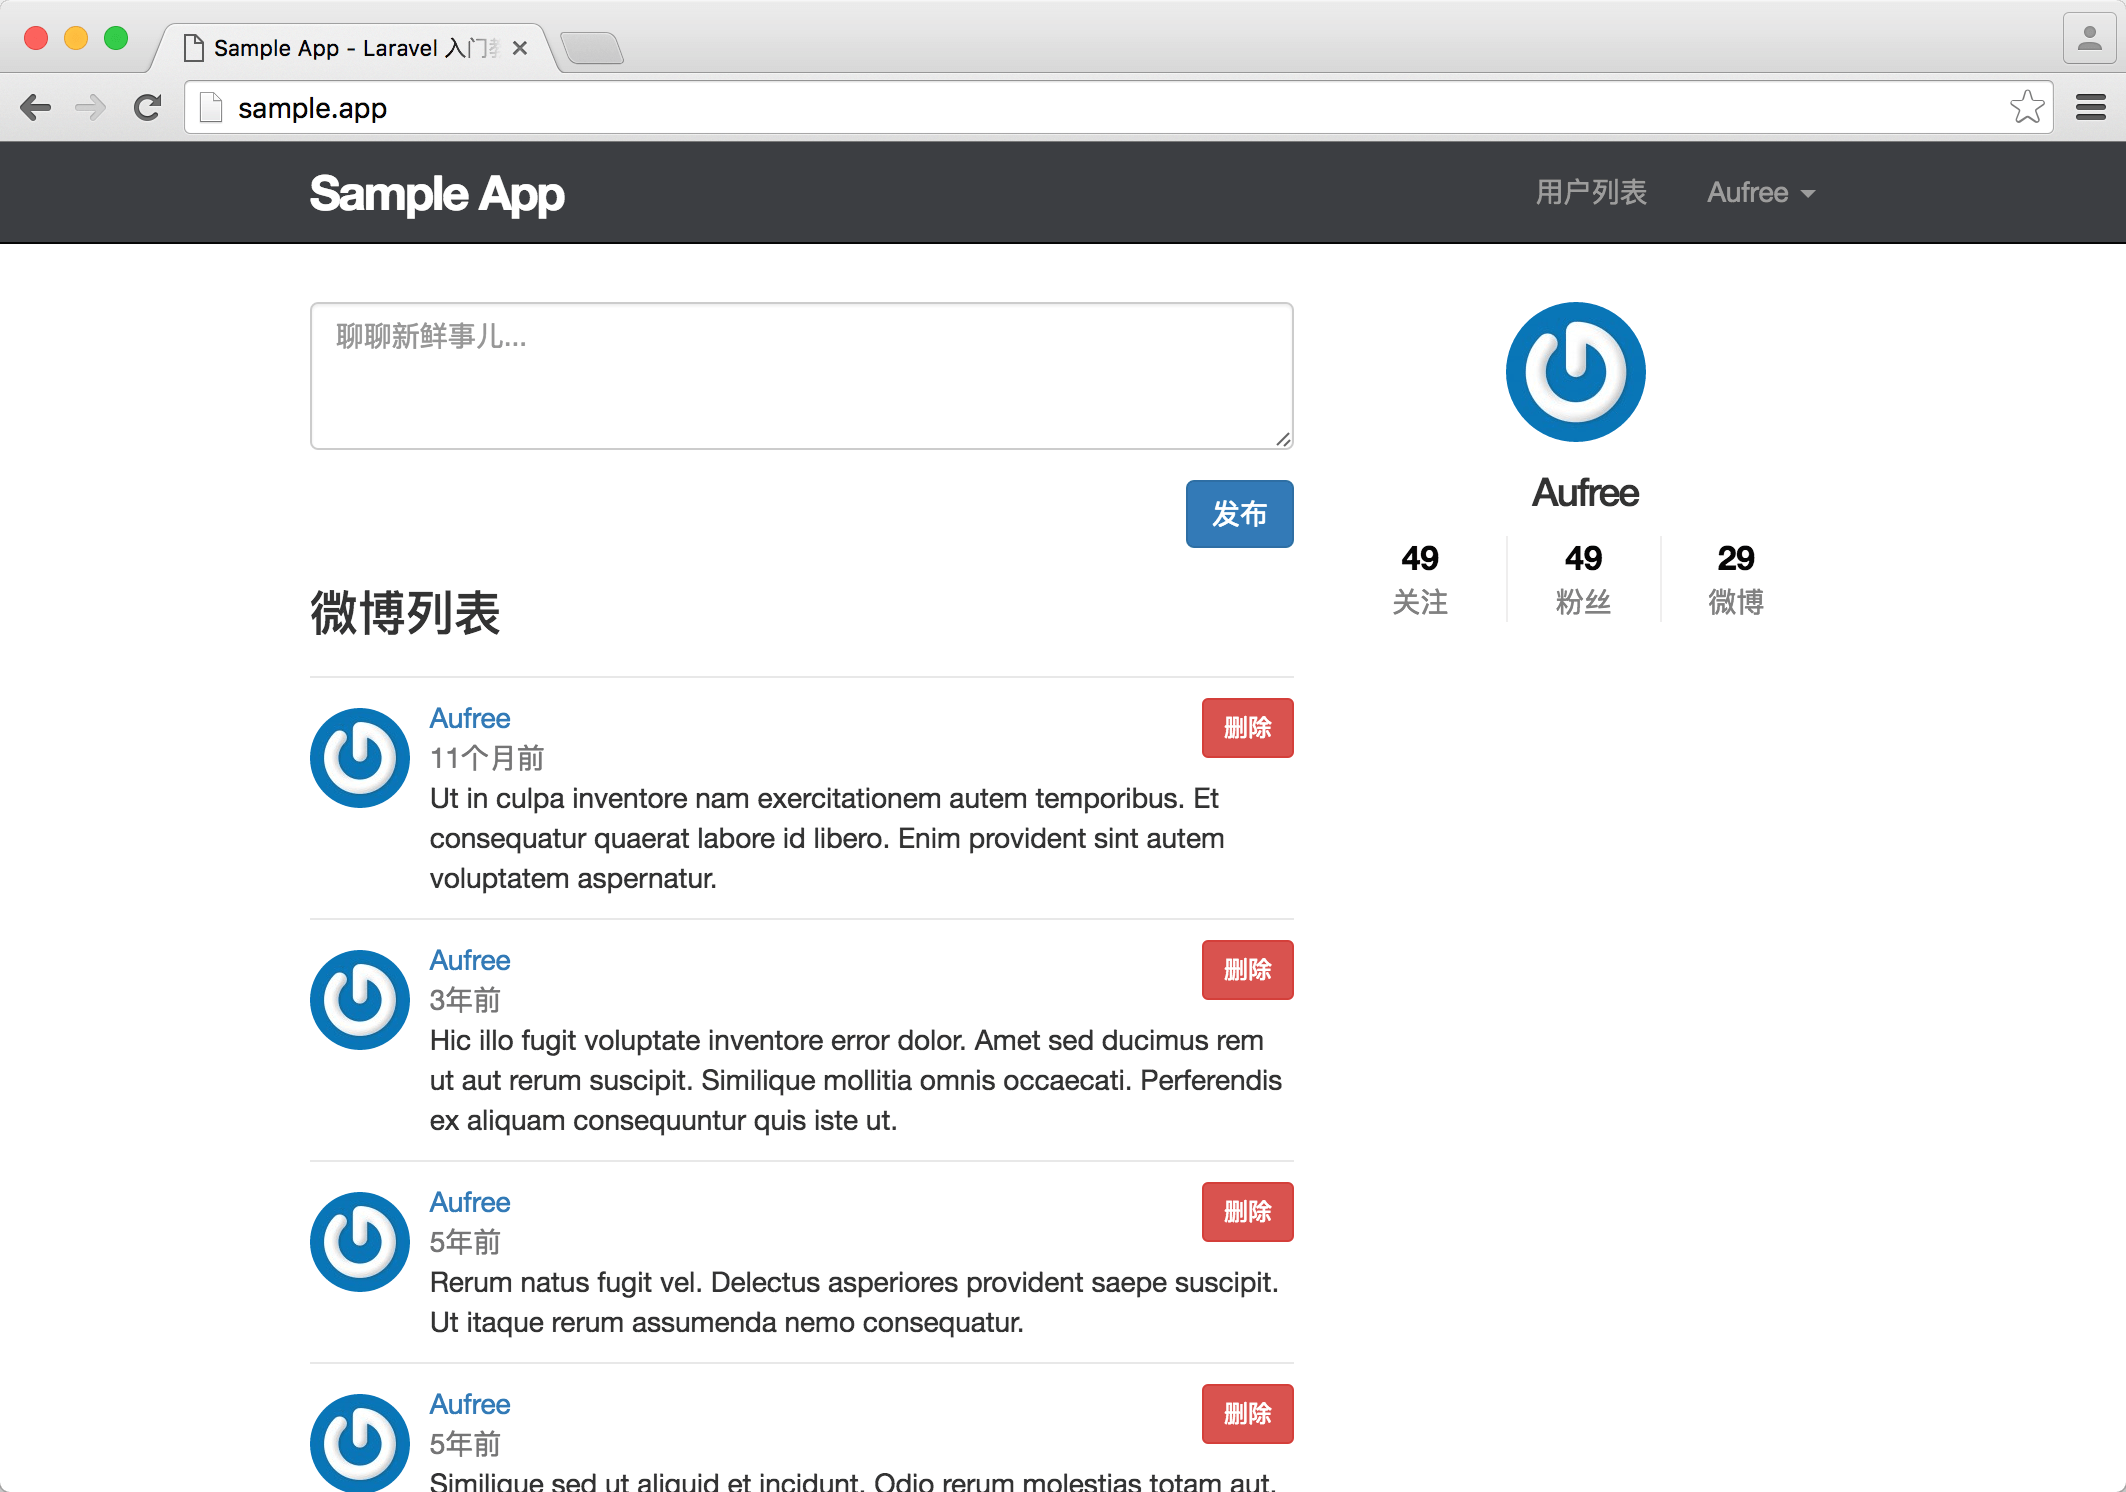 Sample App - Laravel 入门
sample.app
Sample App
用户列表
Aufree
聊聊新鲜事儿...
发布
Aufree
49
49
29
关注
粉丝
微博
微博列表
Aufree
删除
11个月前
Ut in culpa inventore nam exercitationem autem temporibus. Et
consequatur quaerat labore id libero. Enim provident sint autem
voluptatem aspernatur.
Aufree
删除
3年前
Hic illo fugit voluptate inventore error dolor. Amet sed ducimus rem
ut aut rerum suscipit. Similique mollitia omnis occaecati. Perferendis
ex aliquam consequuntur quis iste ut.
Aufree
删除
5年前
Rerum natus fugit vel. Delectus asperiores provident saepe suscipit.
Ut itaque rerum assumenda nemo consequatur.
Aufree
删除
5年前
Similique sed ut aliquid et incidunt. Odio rerum molestias totam aut.